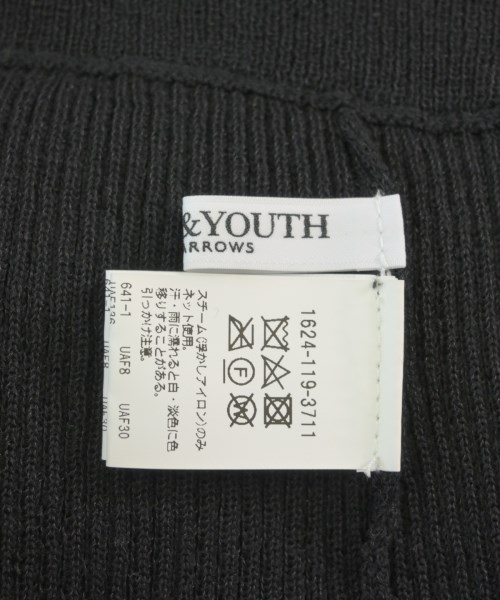 &YOUTH
ARROWS
1624-119-3711
F
W
スチーム(浮かしアイロン)のみ
ネット使用。
汗・雨に濡れると白・淡色に色
移りすることがある。
引っかけ注意。
641-1 UAF8 UAF30